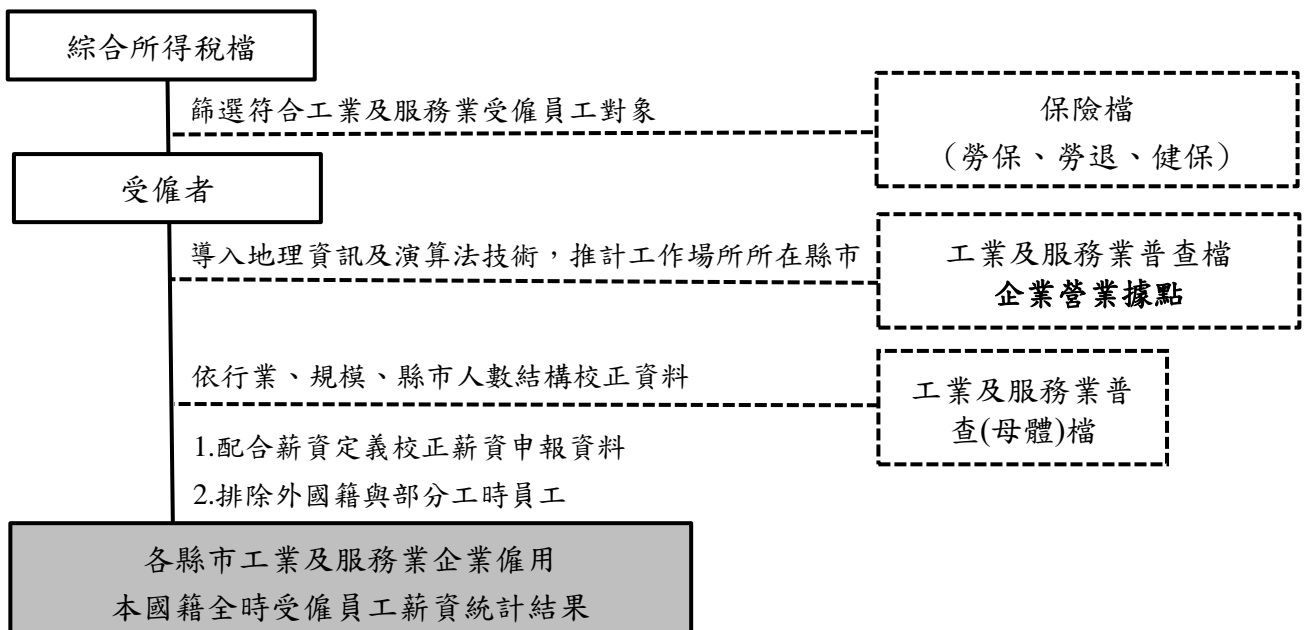 綜合所得稅檔
篩選符合工業及服務業受僱員工對象
保險檔
（勞保、勞退、健保）
受僱者
導入地理資訊及演算法技術，推計工作場所所在縣市
工業及服務業普查檔
企業營業據點
依行業、規模、縣市人數結構校正資料
工業及服務業普
查(母體)檔
1.配合薪資定義校正薪資申報資料
2.排除外國籍與部分工時員工
各縣市工業及服務業企業僱用
本國籍全時受僱員工薪資統計結果